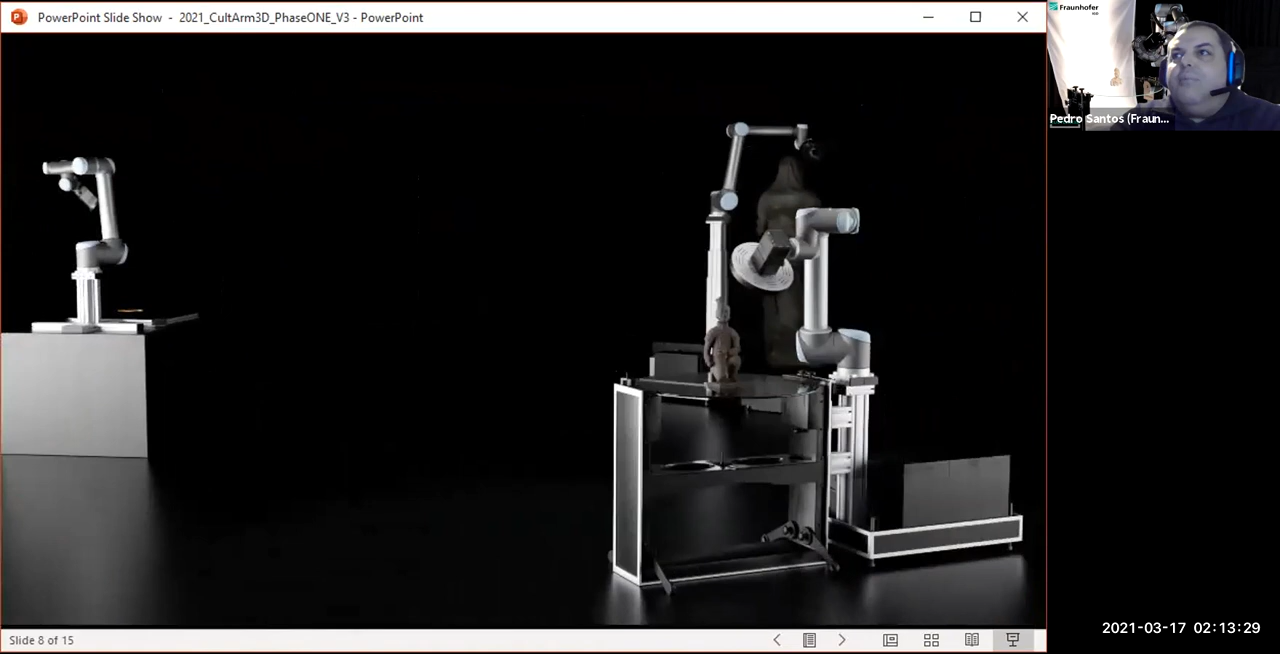 PowerPoint Slide Show - 2021_CultArm3D_PhaseONE_V3 - PowerPoint
Fraunhofer
Pedro Santos (Fraun...
2021-03-17 02:13:29
Slide 8 of 15